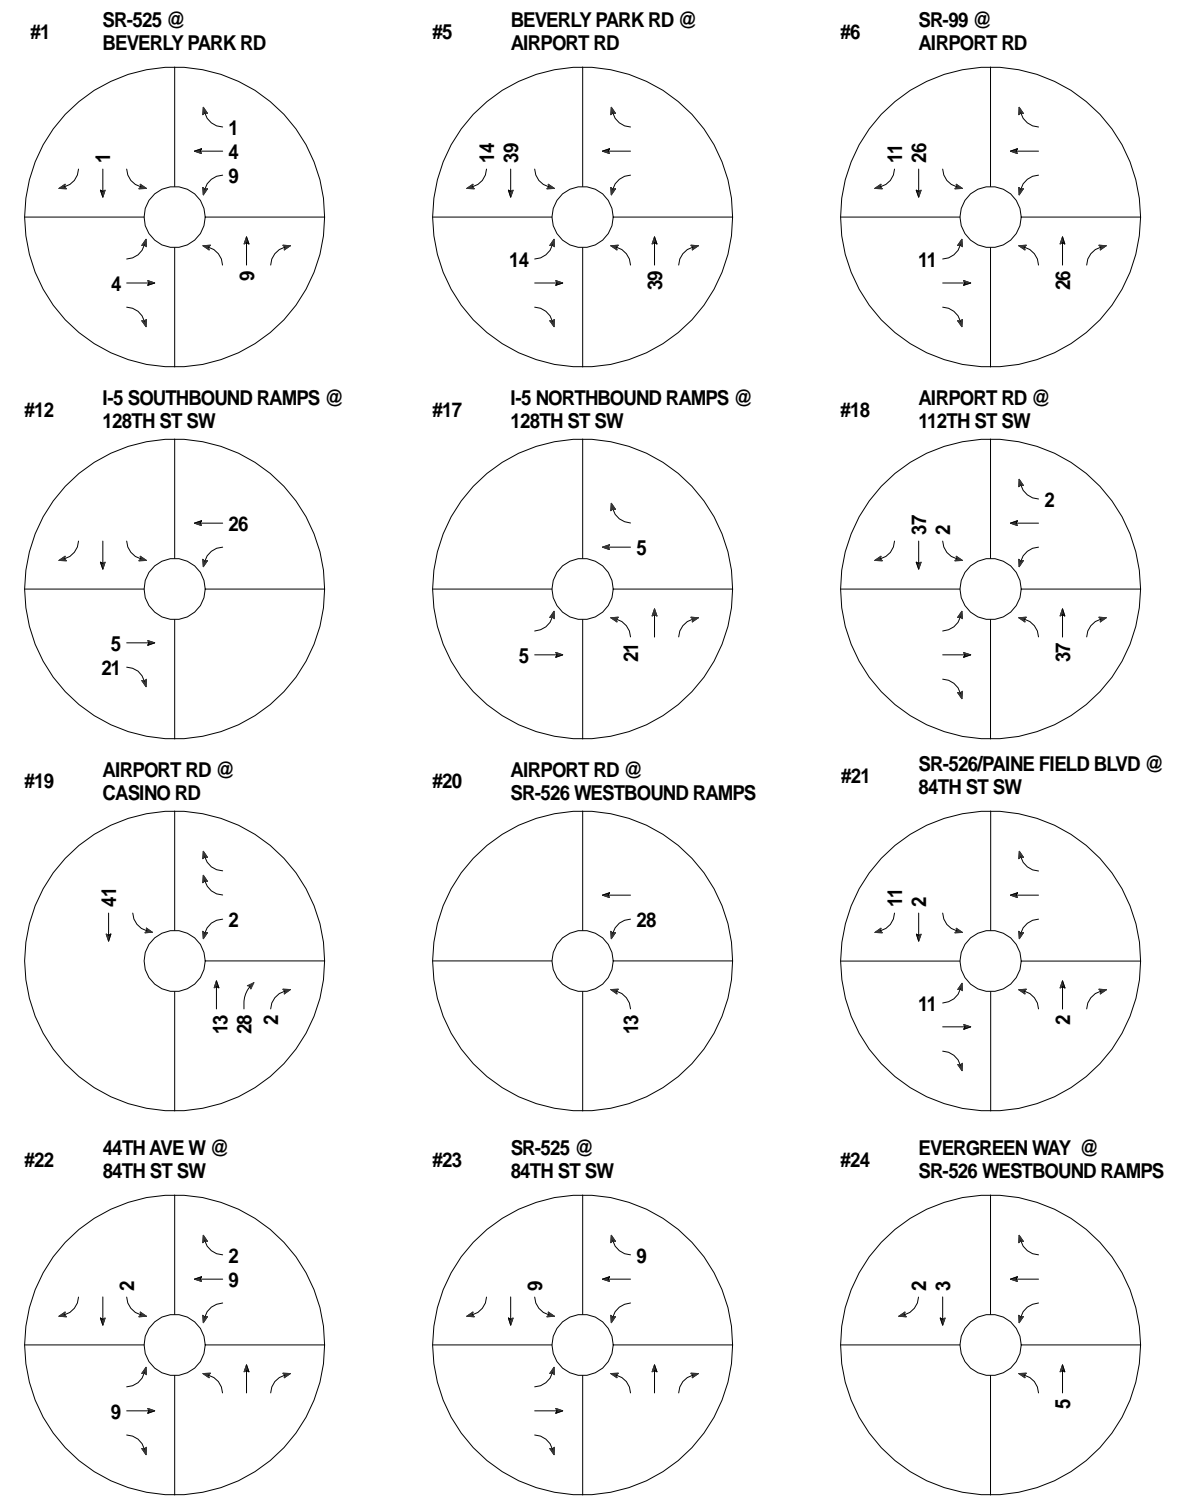 #1
SR-525 @
BEVERLY PARK RD
1
1
4
9
4
9
#5
BEVERLY PARK RD @
AIRPORT RD
14
39
14
39
#6
SR-99 @
AIRPORT RD
11
26
11
26
#12
I-5 SOUTHBOUND RAMPS @
128TH ST SW
26
5
21
#17
I-5 NORTHBOUND RAMPS @
128TH ST SW
5
5
21
#18
AIRPORT RD @
112TH ST SW
37
2
2
37
#19
AIRPORT RD @
CASINO RD
41
2
13
28
2
#20
AIRPORT RD @
SR-526 WESTBOUND RAMPS
28
13
#21
SR-526/PAINE FIELD BLVD @
84TH ST SW
11
2
11
2
#22
44TH AVE W @
84TH ST SW
2
2
9
9
#23
SR-525 @
84TH ST SW
9
9
#24
EVERGREEN WAY @
SR-526 WESTBOUND RAMPS
2
3
5